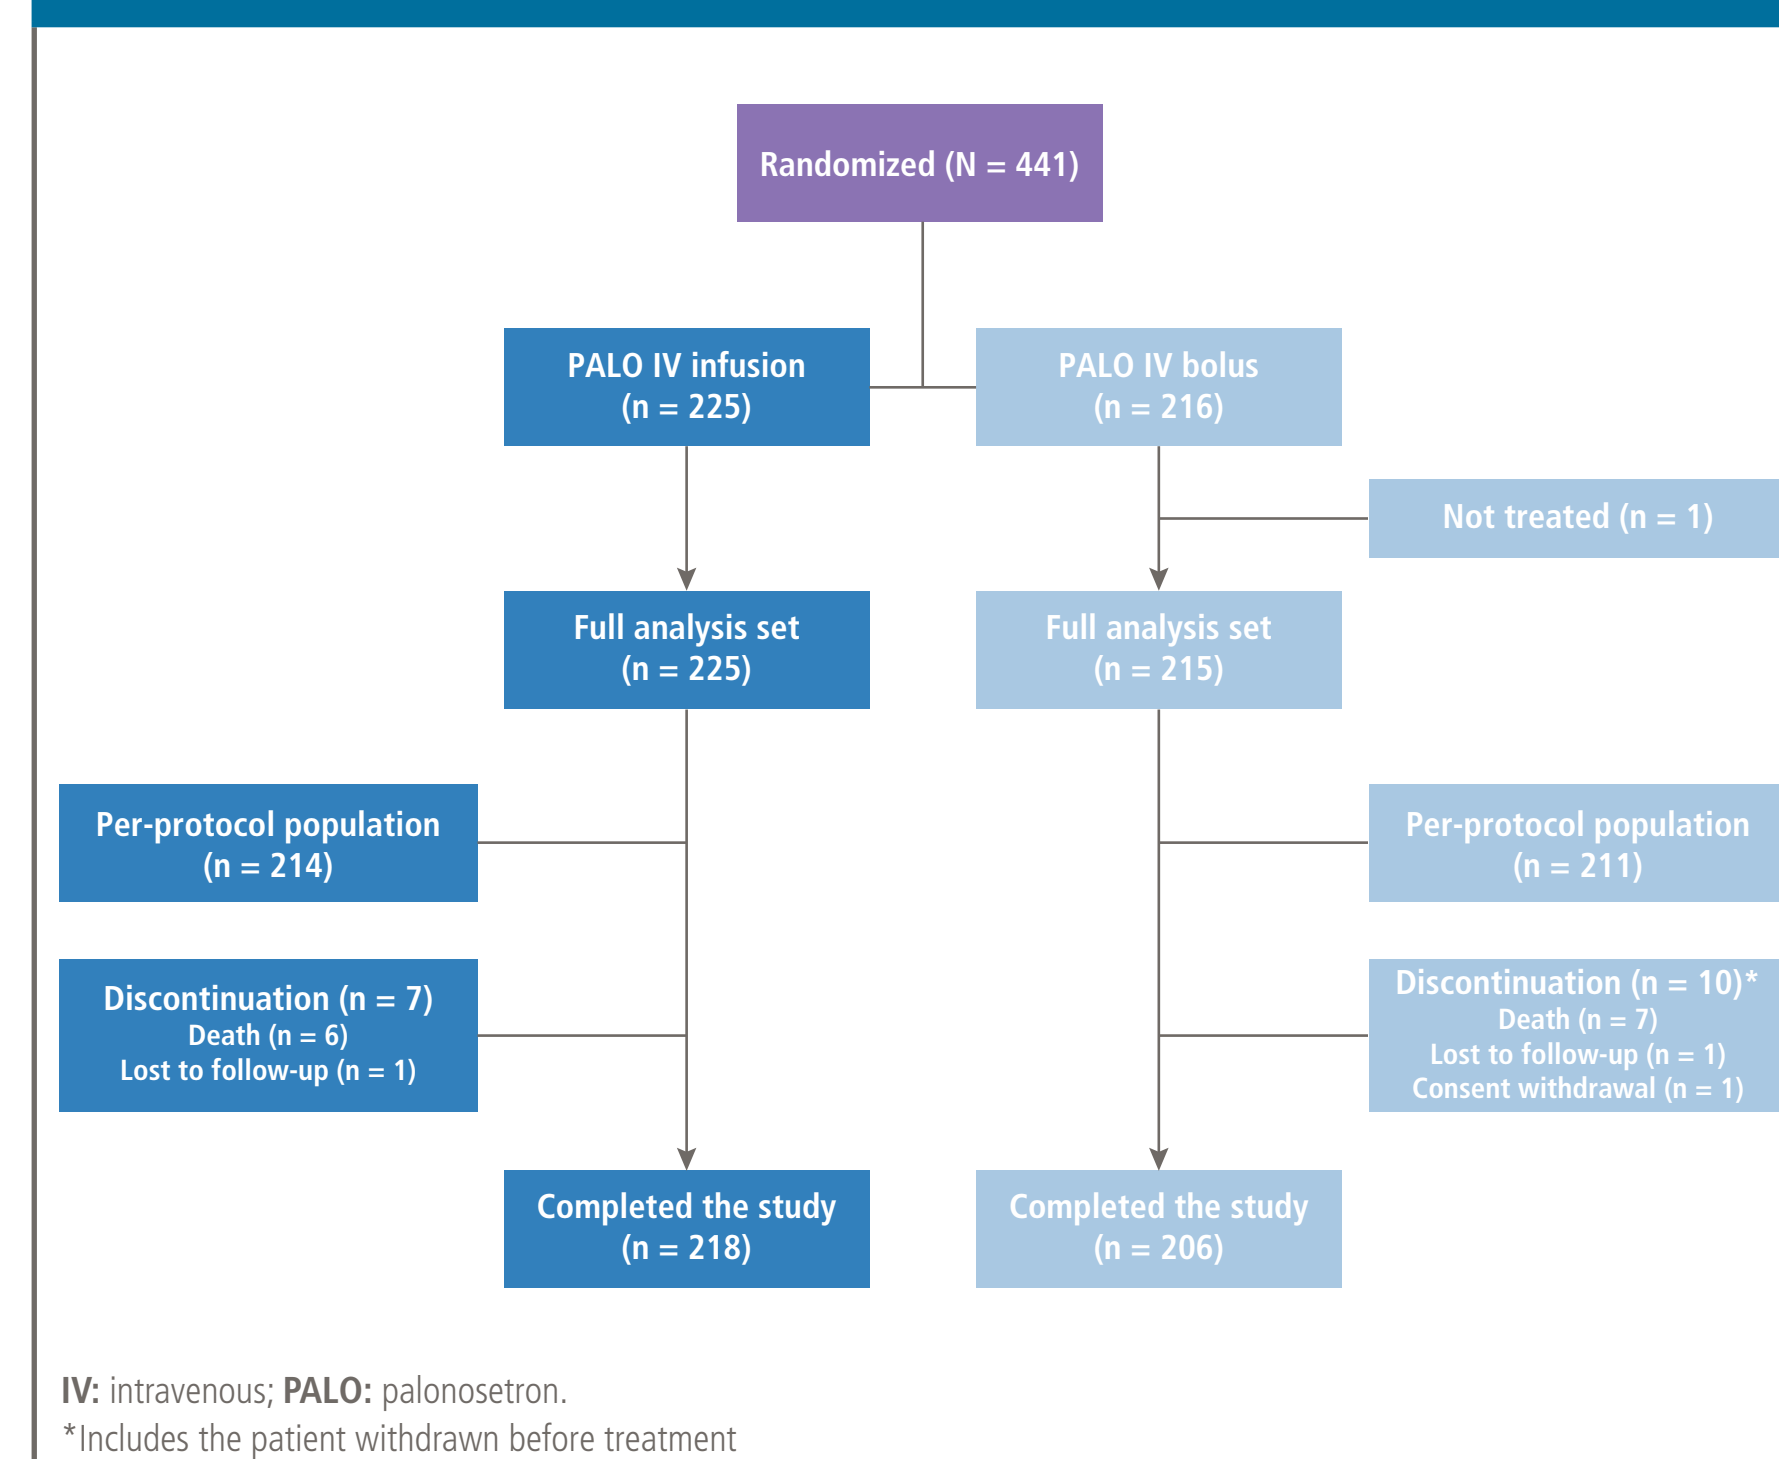 Randomized (N = 441)
PALO IV infusion
(n = 225)
PALO IV bolus
(n = 216)
Not treated (n = 1)
Full analysis set
(n = 225)
Full analysis set
(n = 215)
Per-protocol population
(n = 214)
Per-protocol population
(n = 211)
Discontinuation (n = 7)
Death (n = 6)
Lost to follow-up (n = 1)
Discontinuation (n = 10)*
Death (n = 7)
Lost to follow-up (n = 1)
Consent withdrawal (n = 1)
Completed the study
(n = 218)
Completed the study
(n = 206)
IV: intravenous; PALO: palonosetron.
*Includes the patient withdrawn before treatment